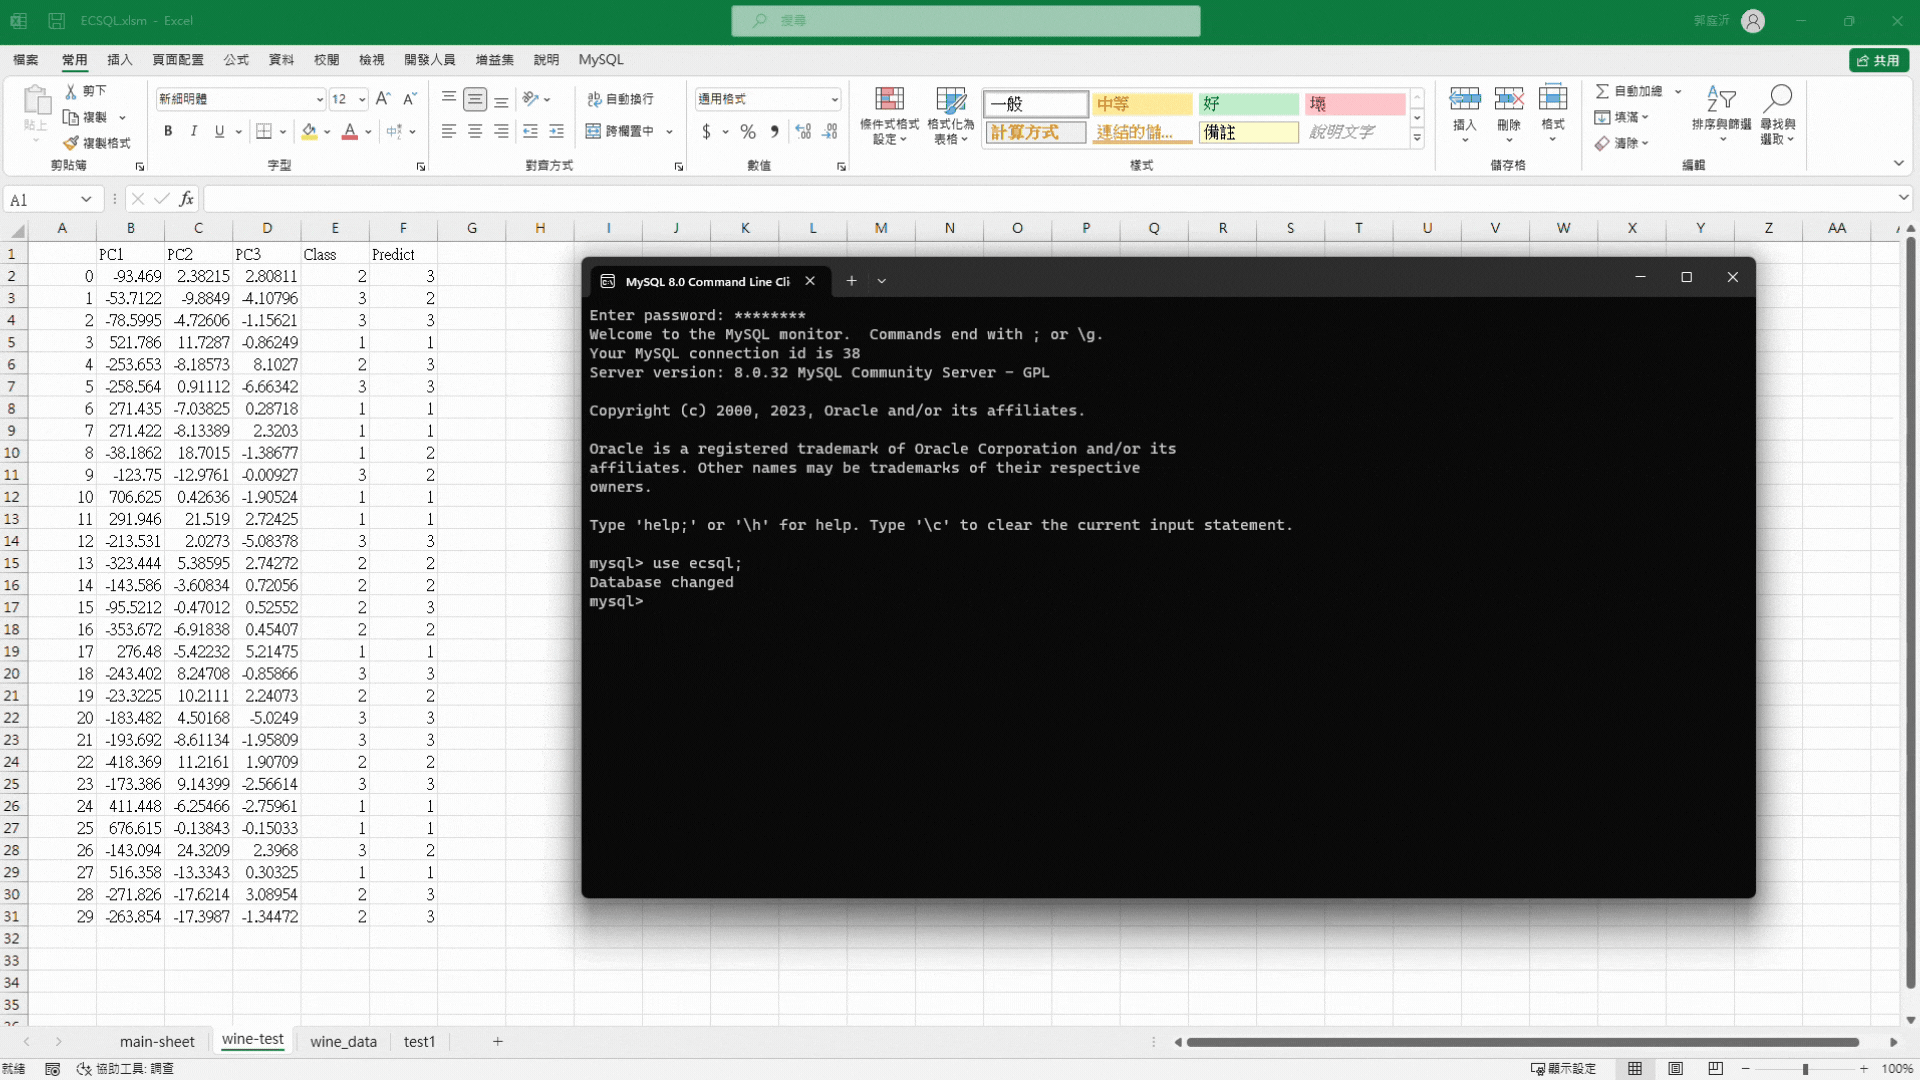 ECSQL.xlsm - Excel
搜尋
郭庭沂
檔案 常用 插入 頁面配置 公式 資料 校閱 檢視 開發人員 增益集 說明 MySQL
共用
貼上
剪下
複製
複製格式
剪貼簿
新細明體 12
B I U
字型
自動換行
跨欄置中
對齊方式
通用格式
$ % ,
數值
條件式格式設定
格式化為表格
一般 中等 好 壞
計算方式 連結的儲... 備註 說明文字
樣式
插入 刪除 格式
儲存格
自動加總
填滿
清除
排序與篩選
尋找與選取
編輯
A1 fx
A B C D E F G H I J K L M N O P Q R S T U V W X Y Z AA
1 PC1 PC2 PC3 Class Predict
2 0 -93.469 2.38215 2.80811 2 3
3 1 -53.7122 -9.8849 -4.10796 3 2
4 2 -78.5995 -4.72606 -1.15621 3 3
5 3 521.786 11.7287 -0.86249 1 1
6 4 -253.653 -8.18573 8.1027 2 3
7 5 -258.564 0.91112 -6.66342 3 3
8 6 271.435 -7.03825 0.28718 1 1
9 7 271.422 -8.13389 2.3203 1 1
10 8 -38.1862 18.7015 -1.38677 1 2
11 9 -123.75 -12.9761 -0.00927 3 2
12 10 706.625 0.42636 -1.90524 1 1
13 11 291.946 21.519 2.72425 1 1
14 12 -213.531 2.0273 -5.08378 3 3
15 13 -323.444 5.38595 2.74272 2 2
16 14 -143.586 -3.60834 0.72056 2 2
17 15 -95.5212 -0.47012 0.52552 2 3
18 16 -353.672 -6.91838 0.45407 2 2
19 17 276.48 -5.42232 5.21475 1 1
20 18 -243.402 8.24708 -0.85866 3 3
21 19 -23.3225 10.2111 2.24073 2 2
22 20 -183.482 4.50168 -5.0249 3 3
23 21 -193.692 -8.61134 -1.95809 3 3
24 22 -418.369 11.2161 1.90709 2 2
25 23 -173.386 9.14399 -2.56614 3 3
26 24 411.448 -6.25466 -2.75961 1 1
27 25 676.615 -0.13843 -0.15033 1 1
28 26 -143.094 24.3209 2.3968 3 2
29 27 516.358 -13.3343 0.30325 1 1
30 28 -271.826 -17.6214 3.08954 2 3
31 29 -263.854 -17.3987 -1.34472 2 3
32
33
34
35
MySQL 8.0 Command Line Cli
Enter password: ********
Welcome to the MySQL monitor.  Commands end with ; or \g.
Your MySQL connection id is 38
Server version: 8.0.32 MySQL Community Server - GPL
Copyright (c) 2000, 2023, Oracle and/or its affiliates.
Oracle is a registered trademark of Oracle Corporation and/or its
affiliates. Other names may be trademarks of their respective
owners.
Type 'help;' or '\h' for help. Type '\c' to clear the current input statement.
mysql> use ecsql;
Database changed
mysql>
main-sheet wine-test wine_data test1 +
就緒 協助工具: 調查
顯示設定 - + 100%